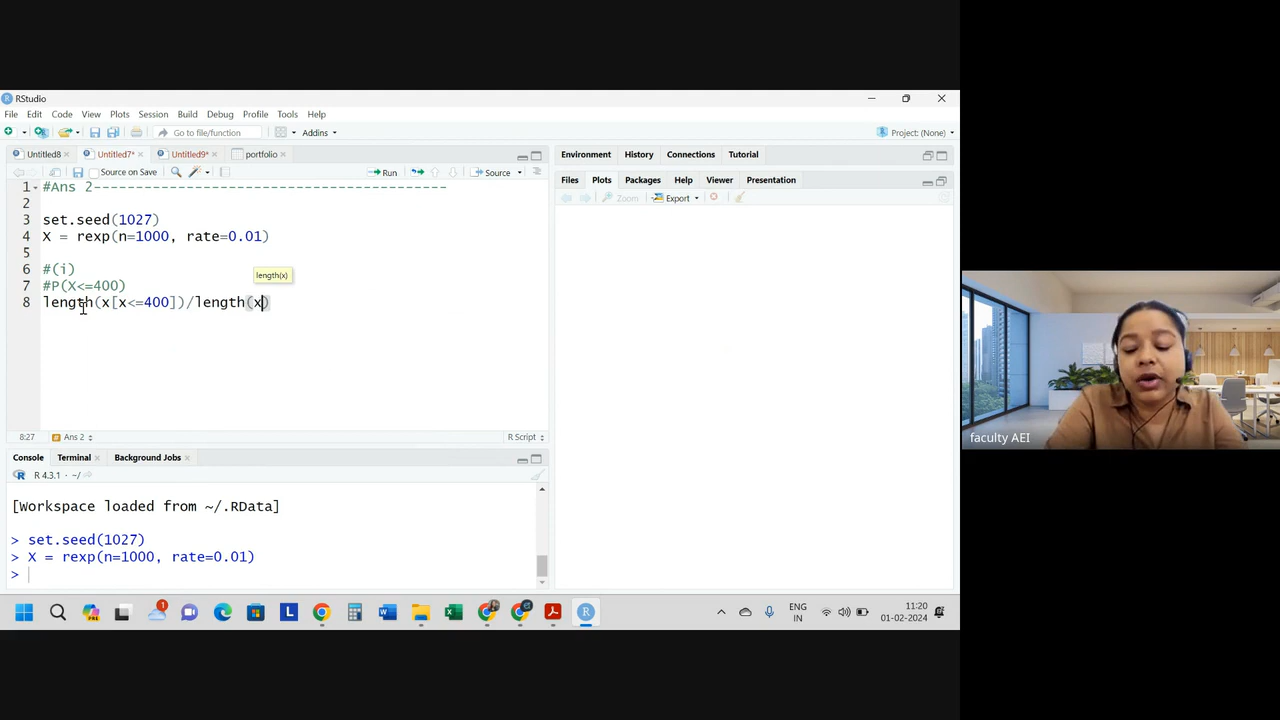 RStudio
File Edit Code View Plots Session Build Debug Profile Tools Help
Go to file/function Addins Project: (None)
Untitled8 Untitled7* Untitled9* portfolio
Source on Save Run Source
1 #Ans 2------------------------------------------
2
3 set.seed(1027)
4 X = rexp(n=1000, rate=0.01)
5
6 #(i)
length(x)
7 #P(X<=400)
8 length(x[x<=400])/length(x)
8:27 Ans 2 R Script
Console Terminal Background Jobs
R 4.3.1 · ~/
[Workspace loaded from ~/.RData]
> set.seed(1027)
> X = rexp(n=1000, rate=0.01)
>
Environment History Connections Tutorial
Files Plots Packages Help Viewer Presentation
Zoom Export
faculty AEI
1
L
ENG
IN
11:20
01-02-2024